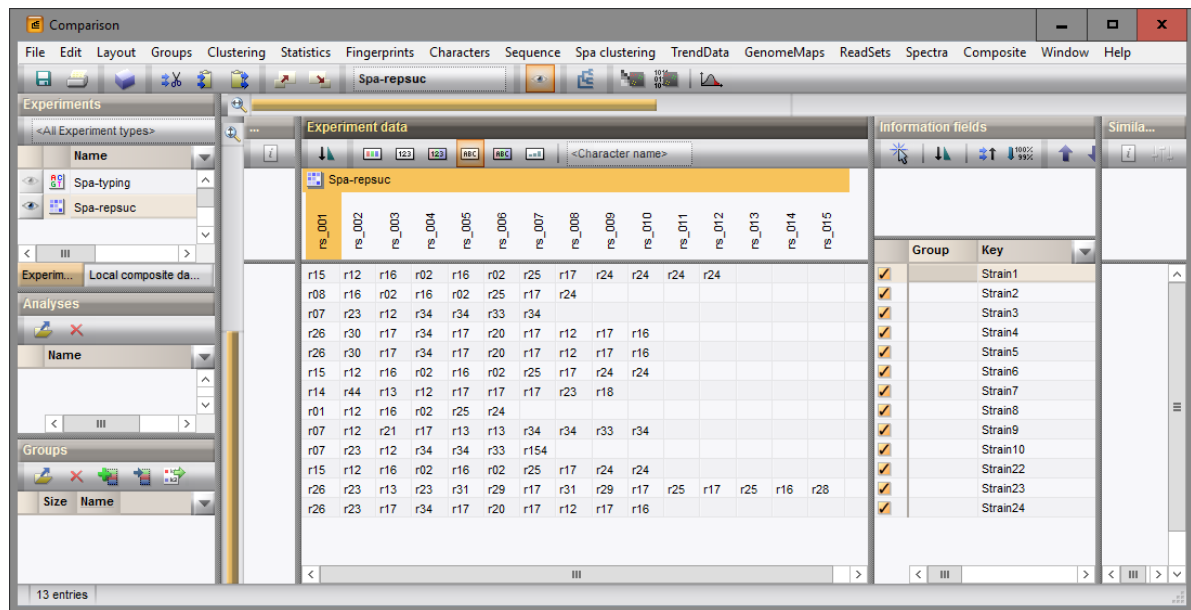 Comparison
File Edit Layout Groups Clustering Statistics Fingerprints Characters Sequence Spa clustering TrendData GenomeMaps ReadSets Spectra Composite Window Help
Spa-repsuc
Experiments
<All Experiment types>
Name
Spa-typing
Spa-repsuc
Experim... Local composite da...
Analyses
Name
Groups
Size Name
...
Experiment data
<Character name>
Spa-repsuc
rs_001 rs_002 rs_003 rs_004 rs_005 rs_006 rs_007 rs_008 rs_009 rs_010 rs_011 rs_012 rs_013 rs_014 rs_015
r15 r12 r16 r02 r16 r02 r25 r17 r24 r24 r24 r24
r08 r16 r02 r16 r02 r25 r17 r24
r07 r23 r12 r34 r34 r33 r34
r26 r30 r17 r34 r17 r20 r17 r12 r17 r16
r26 r30 r17 r34 r17 r20 r17 r12 r17 r16
r15 r12 r16 r02 r16 r02 r25 r17 r24 r24
r14 r44 r13 r12 r17 r17 r17 r23 r18
r01 r12 r16 r02 r25 r24
r07 r12 r21 r17 r13 r13 r34 r34 r33 r34
r07 r23 r12 r34 r34 r33 r154
r15 r12 r16 r02 r16 r02 r25 r17 r24 r24
r26 r23 r13 r23 r31 r29 r17 r31 r29 r17 r25 r17 r25 r16 r28
r26 r23 r17 r34 r17 r20 r17 r12 r17 r16
Information fields
Group Key
Strain1
Strain2
Strain3
Strain4
Strain5
Strain6
Strain7
Strain8
Strain9
Strain10
Strain22
Strain23
Strain24
Simila...
13 entries